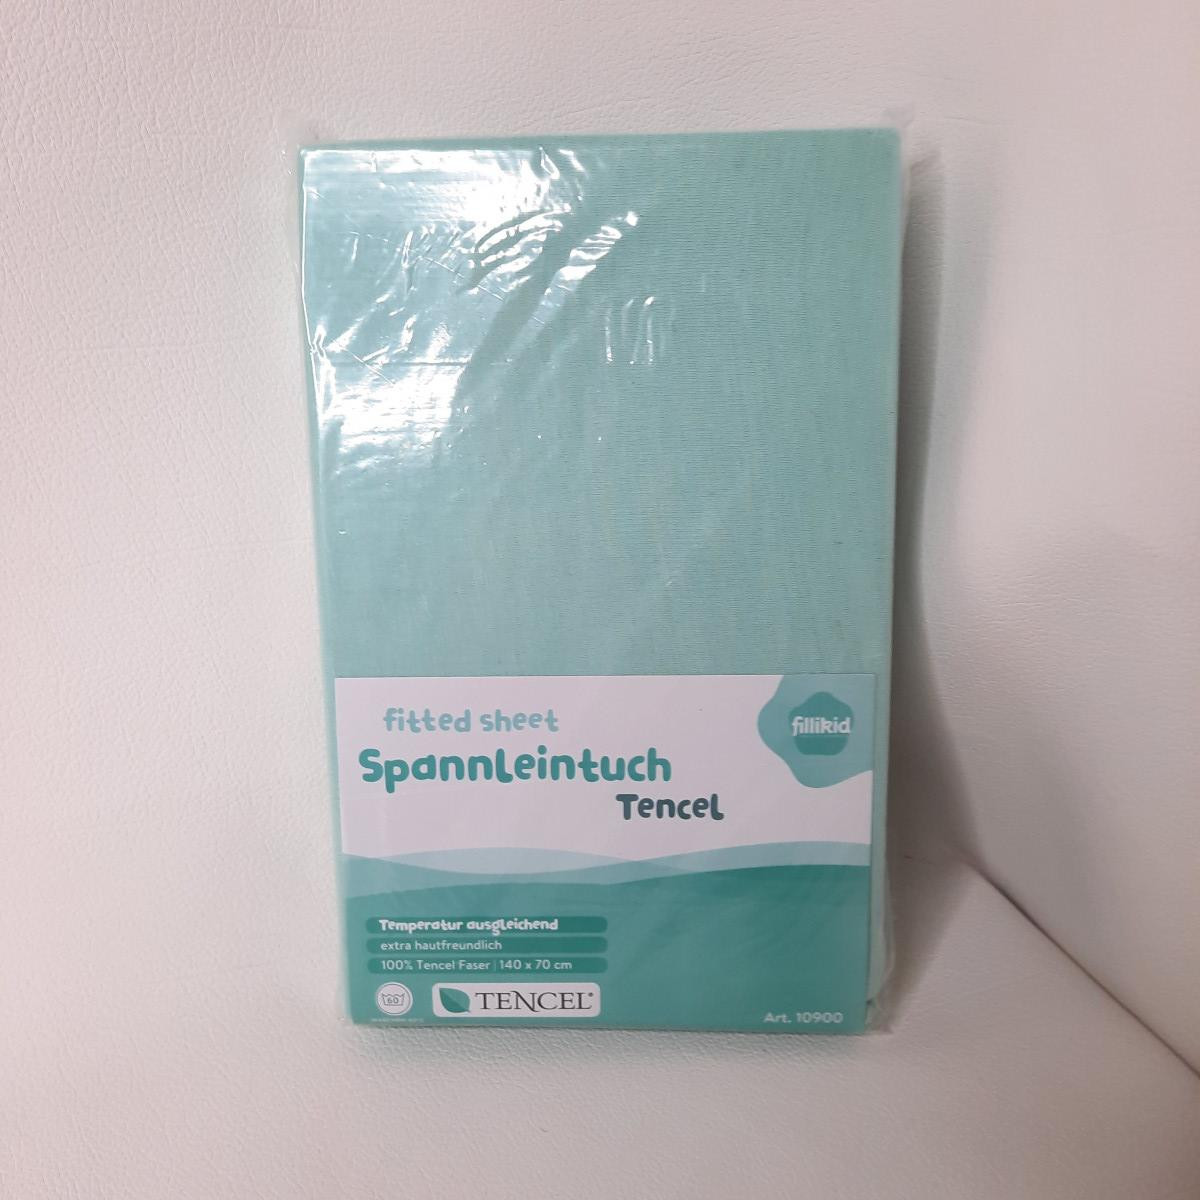 fitted sheet
Spannleintuch
Tencel
fillikid
Temperatur ausgleichend
extra hautfreundlich
100% Tencel Faser | 140 x 70 cm
60
TENCEL®
Art. 10900